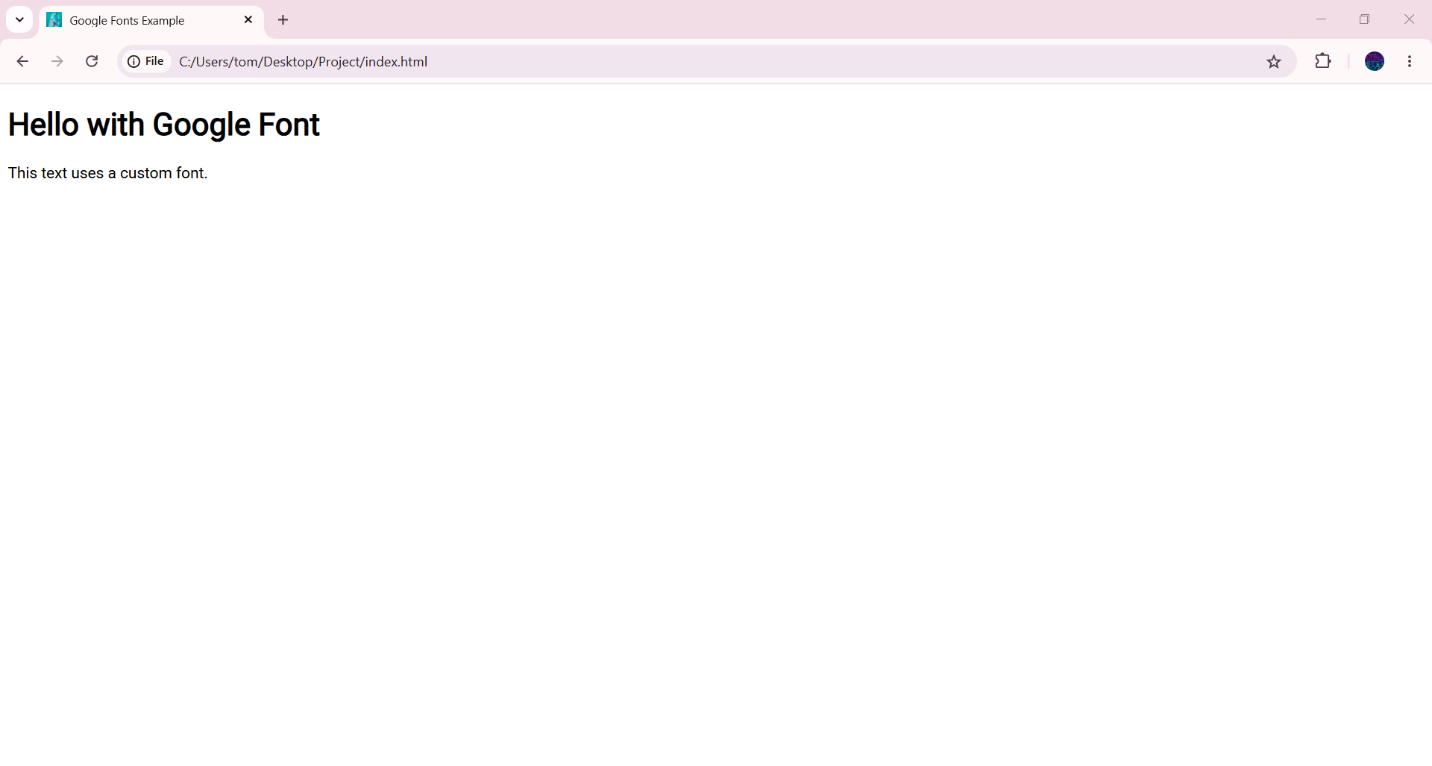 Google Fonts Example
File
C:/Users/tom/Desktop/Project/index.html
Hello with Google Font
This text uses a custom font.